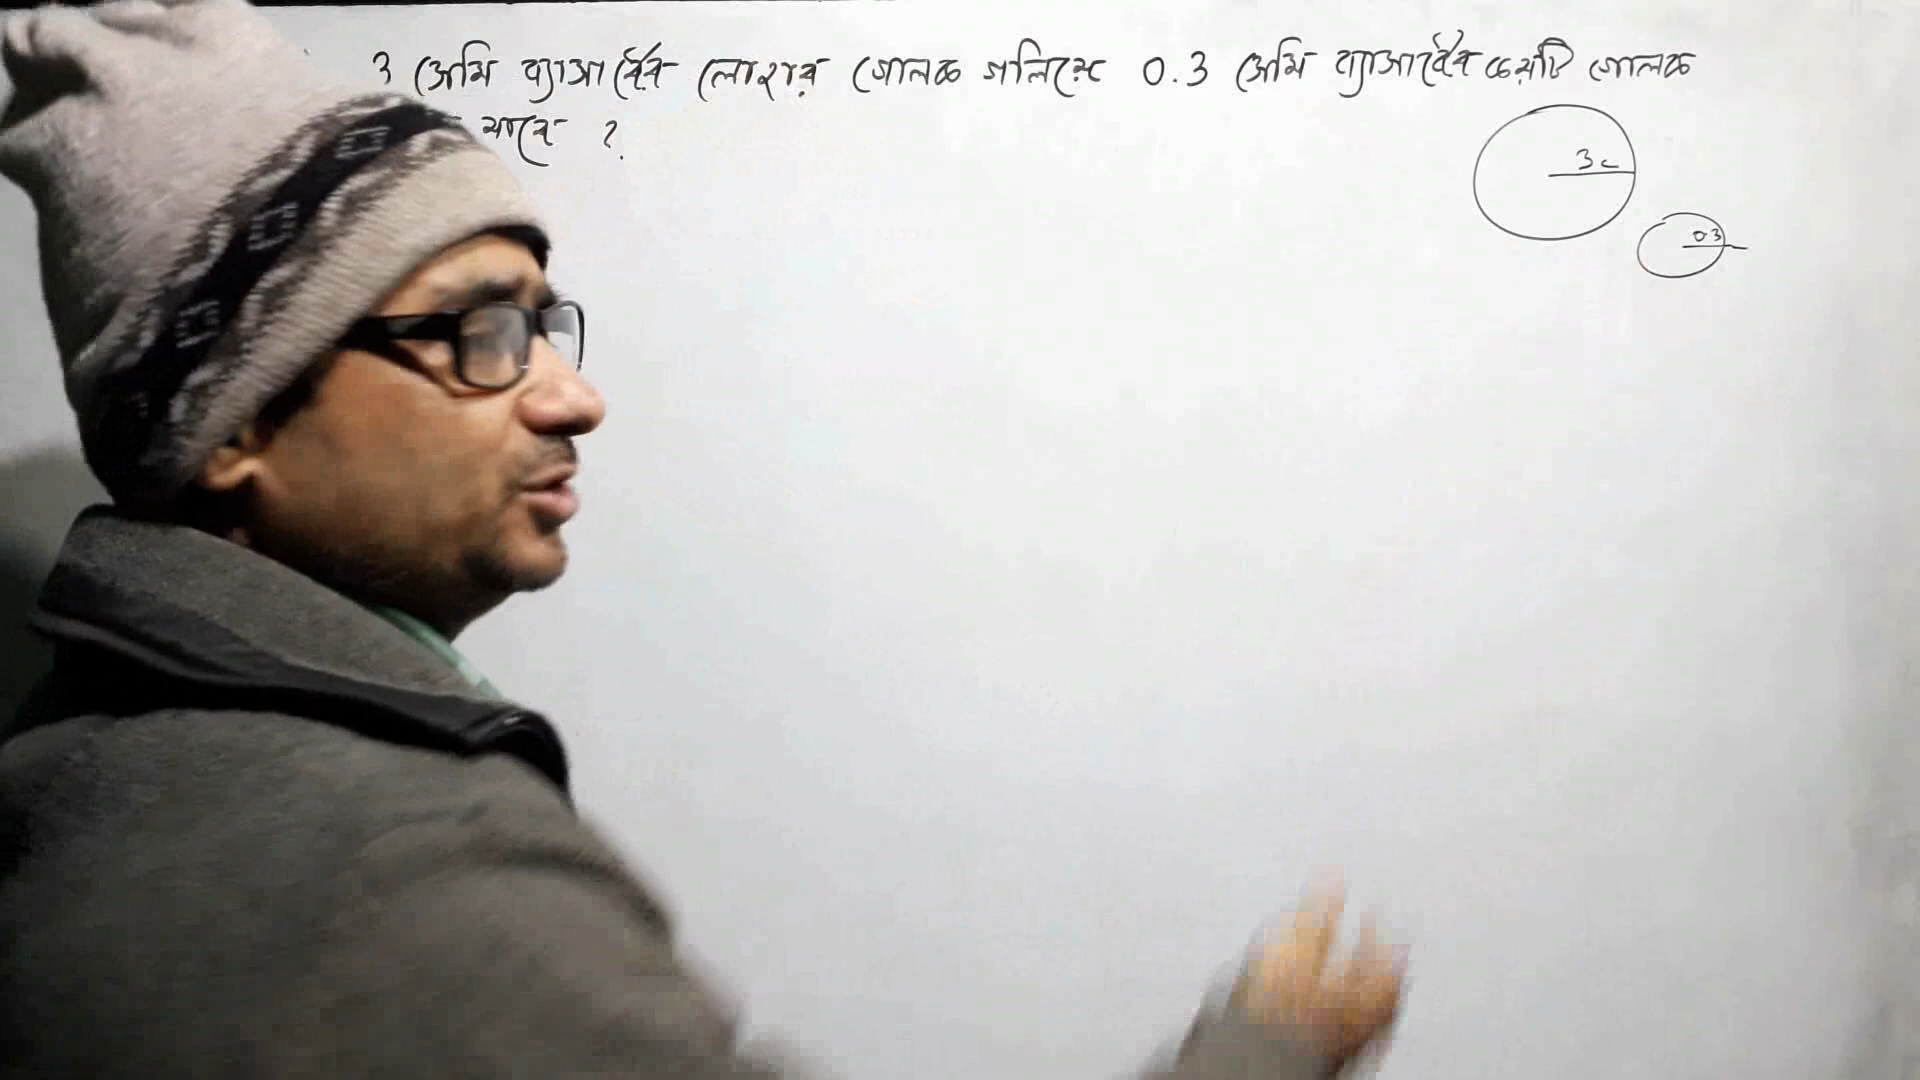 3 সেমি ব্যাসার্ধের লোহার গোলক গলিয়ে 0.3 সেমি ব্যাসার্ধের কয়টি গোলক
যাবে ?
3c
0.3